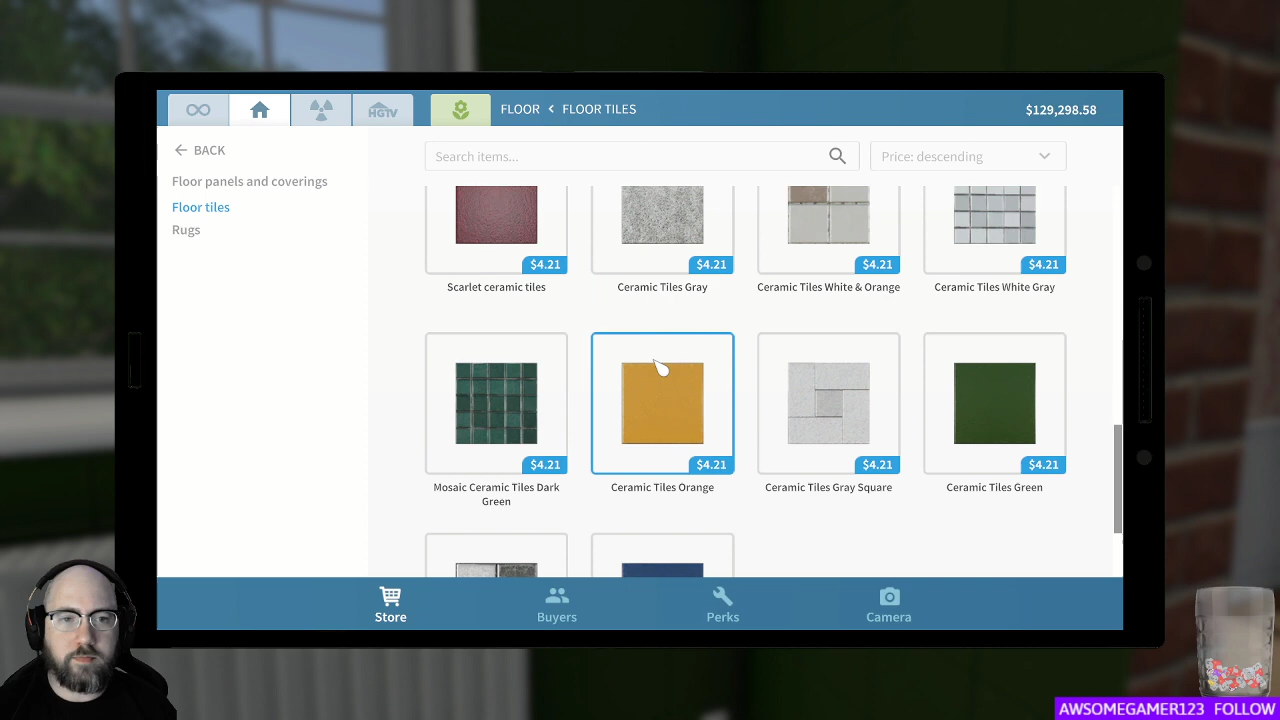 HGTV
FLOOR < FLOOR TILES
$129,298.58
BACK
Search items...
Price: descending
Floor panels and coverings
Floor tiles
Rugs
$4.21
$4.21
$4.21
$4.21
Scarlet ceramic tiles
Ceramic Tiles Gray
Ceramic Tiles White & Orange
Ceramic Tiles White Gray
$4.21
$4.21
$4.21
$4.21
Mosaic Ceramic Tiles Dark
Green
Ceramic Tiles Orange
Ceramic Tiles Gray Square
Ceramic Tiles Green
Store
Buyers
Perks
Camera
AWSOMEGAMER123 FOLLOW